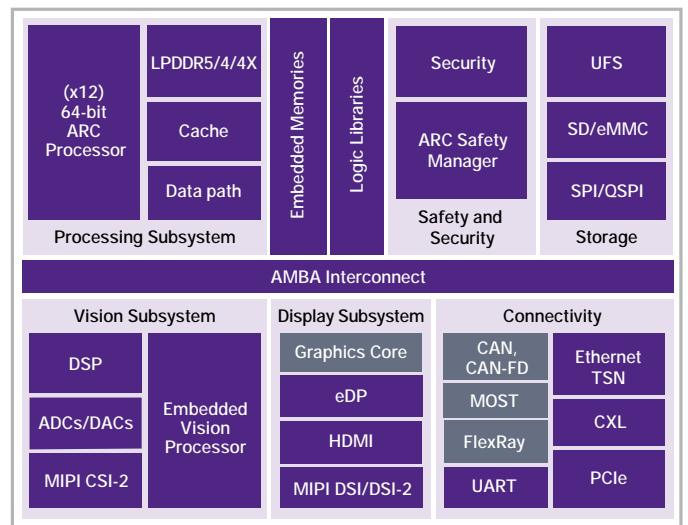 (x12)
64-bit
ARC
Processor
LPDDR5/4/4X
Cache
Data path
Processing Subsystem
Embedded Memories
Logic Libraries
Security
ARC Safety
Manager
Safety and
Security
UFS
SD/eMMC
SPI/QSPI
Storage
AMBA Interconnect
Vision Subsystem
DSP
ADCs/DACs
MIPI CSI-2
Embedded
Vision
Processor
Display Subsystem
Graphics Core
eDP
HDMI
MIPI DSI/DSI-2
Connectivity
CAN,
CAN-FD
MOST
FlexRay
UART
Ethernet
TSN
CXL
PCIe